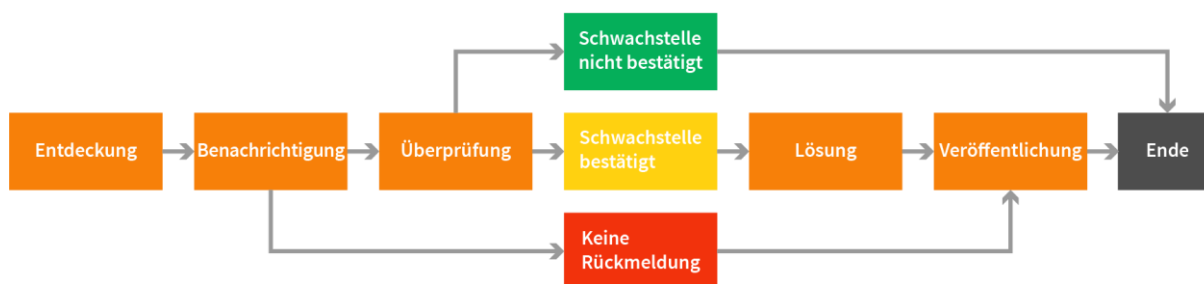 Schwachstelle
nicht bestätigt
Entdeckung
Benachrichtigung
Überprüfung
Schwachstelle
bestätigt
Lösung
Veröffentlichung
Ende
Keine
Rückmeldung